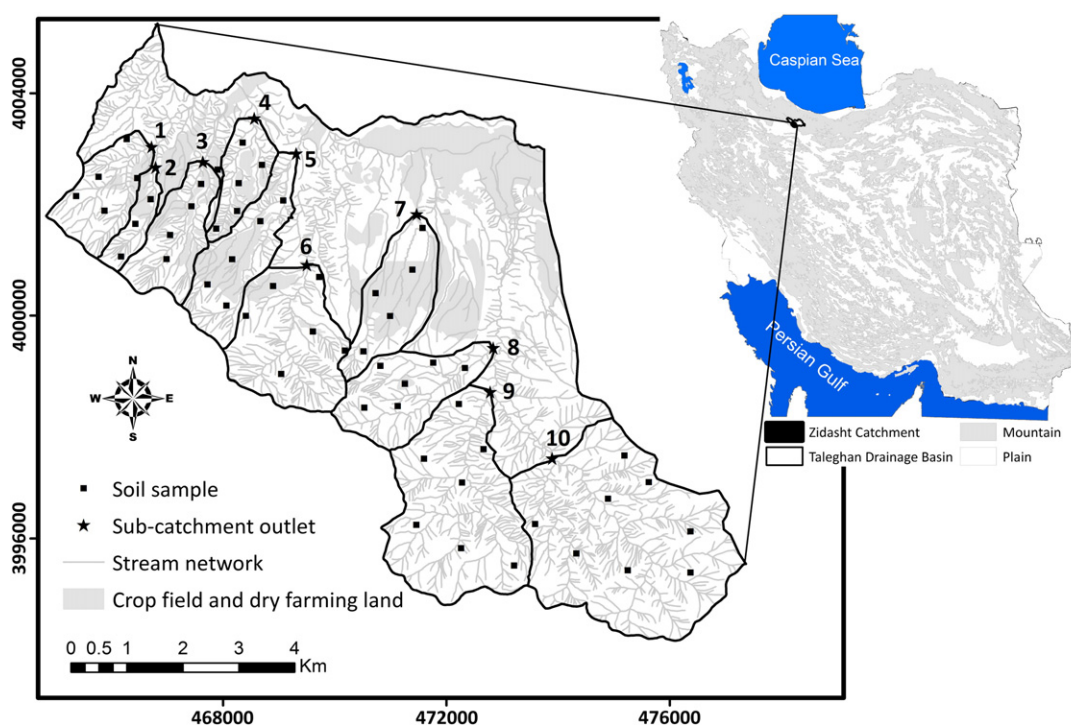 Caspian Sea
Persian Gulf
Zidasht Catchment
Mountain
Taleghan Drainage Basin
Plain
4004000
4000000
3996000
1
2
3
4
5
6
7
8
9
10
N
W
E
S
Soil sample
Sub-catchment outlet
Stream network
Crop field and dry farming land
0 0.5 1 2 3 4
Km
468000
472000
476000